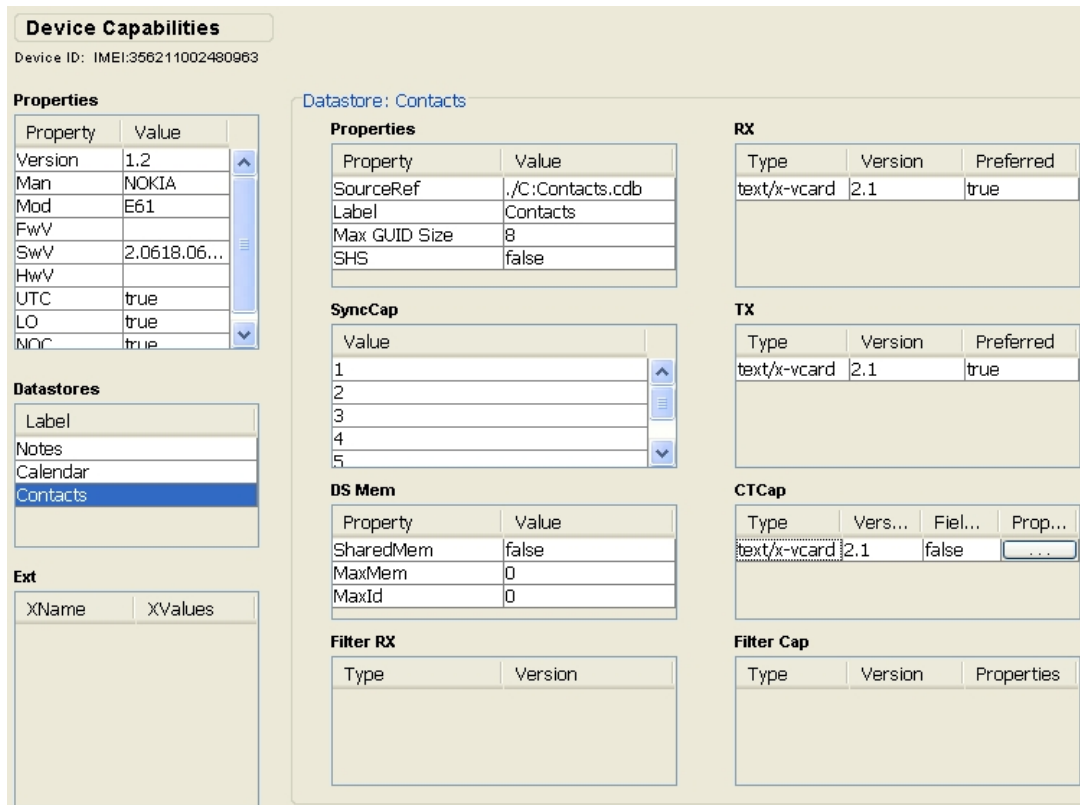 Device Capabilities
Device ID: IMEI:356211002480963
Properties
Property Value
Version 1.2
Man NOKIA
Mod E61
FwV
SwV 2.0618.06...
HwV
UTC true
LO true
NOC true
Datastores
Label
Notes
Calendar
Contacts
Ext
XName XValues
Datastore: Contacts
Properties
Property Value
SourceRef ./C:Contacts.cdb
Label Contacts
Max GUID Size 8
SHS false
SyncCap
Value
1
2
3
4
5
DS Mem
Property Value
SharedMem false
MaxMem 0
MaxId 0
Filter RX
Type Version
RX
Type Version Preferred
text/x-vcard 2.1 true
TX
Type Version Preferred
text/x-vcard 2.1 true
CTCap
Type Vers... Fiel... Prop...
text/x-vcard 2.1 false ...
Filter Cap
Type Version Properties